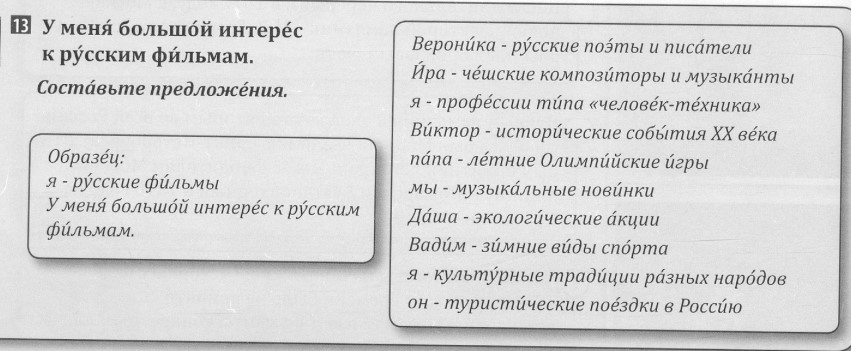 13 У меня́ большо́й интере́с
к ру́сским фи́льмам.
Соста́вьте предложе́ния.
Образе́ц:
я - ру́сские фи́льмы
У меня́ большо́й интере́с к ру́сским
фи́льмам.
Верони́ка - ру́сские поэ́ты и писа́тели
И́ра - че́шские компози́торы и музыка́нты
я - профе́ссии ти́па «челове́к-те́хника»
Ви́ктор - истори́ческие собы́тия XX ве́ка
па́па - ле́тние Олимпи́йские и́гры
мы - музыка́льные нови́нки
Да́ша - экологи́ческие а́кции
Вади́м - зи́мние ви́ды спо́рта
я - культу́рные тради́ции ра́зных наро́дов
он - туристи́ческие пое́здки в Росси́ю